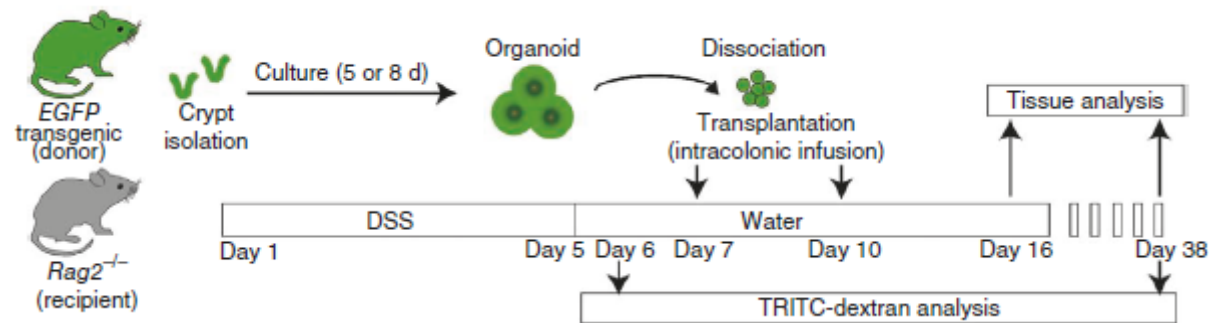 EGFP
transgenic
(donor)
Crypt
isolation
Culture (5 or 8 d)
Organoid
Dissociation
Transplantation
(intracolonic infusion)
Tissue analysis
Rag2–/–
(recipient)
DSS
Water
Day 1
Day 5
Day 6
Day 7
Day 10
Day 16
Day 38
TRITC-dextran analysis